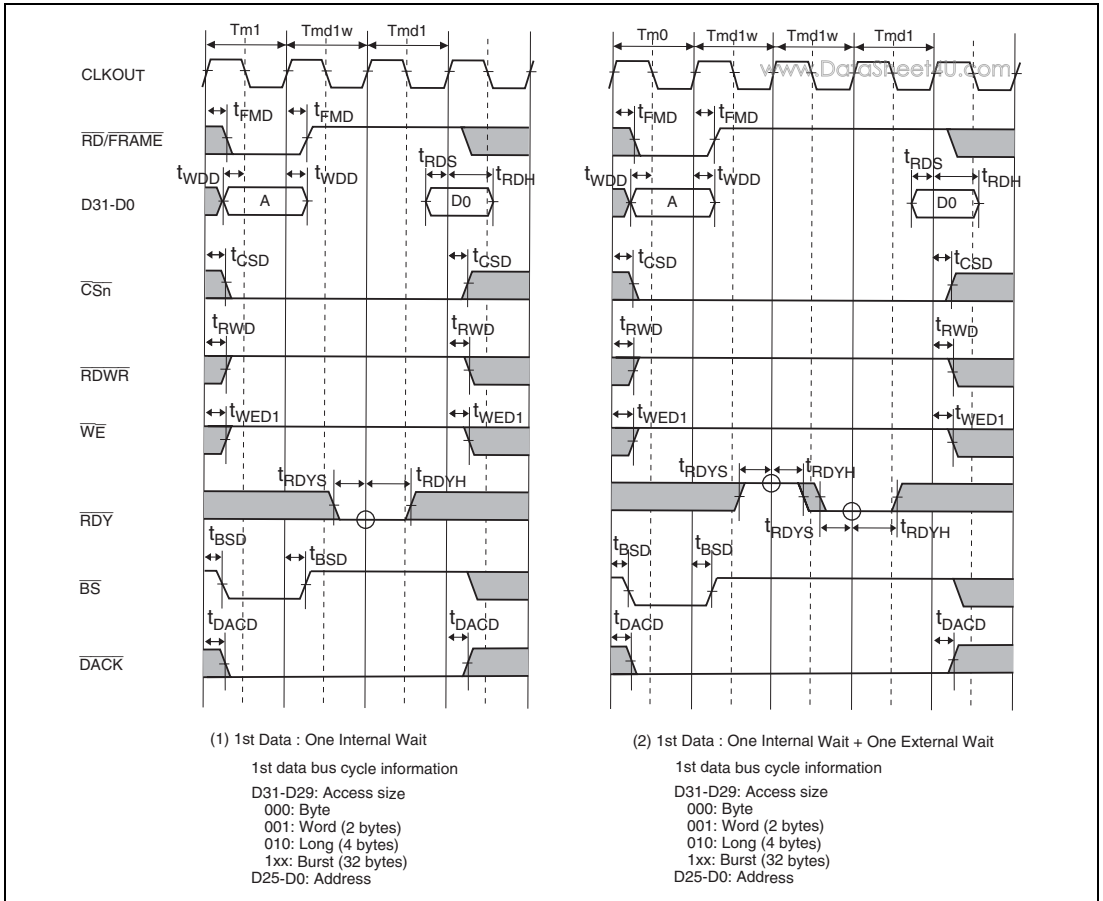 Tm1 Tmd1w Tmd1
CLKOUT
tFMD tFMD
RD/FRAME
tWDD tWDD tRDS tRDH
D31-D0 A D0
tCSD tCSD
CSn
tRWD tRWD
RDWR
tWED1 tWED1
WE
tRDYS tRDYH
RDY
tBSD tBSD
BS
tDACD tDACD
DACK
(1) 1st Data : One Internal Wait
1st data bus cycle information
D31-D29: Access size
000: Byte
001: Word (2 bytes)
010: Long (4 bytes)
1xx: Burst (32 bytes)
D25-D0: Address
Tm0 Tmd1w Tmd1w Tmd1
www.DataSheet4U.com
tFMD tFMD
tWDD tWDD tRDS tRDH
A D0
tCSD tCSD
tRWD tRWD
tWED1 tWED1
tRDYS tRDYH
tRDYS tRDYH
tBSD tBSD
tDACD tDACD
(2) 1st Data : One Internal Wait + One External Wait
1st data bus cycle information
D31-D29: Access size
000: Byte
001: Word (2 bytes)
010: Long (4 bytes)
1xx: Burst (32 bytes)
D25-D0: Address